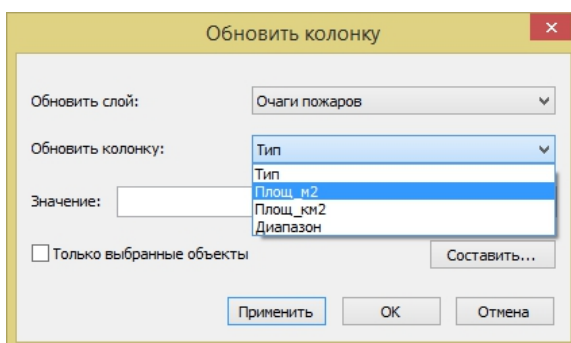 Обновить колонку
Обновить слой: Очаги пожаров
Обновить колонку: Тип
Тип
Площ_м2
Значение:
Площ_км2
Диапазон
Только выбранные объекты
Составить...
Применить OK Отмена